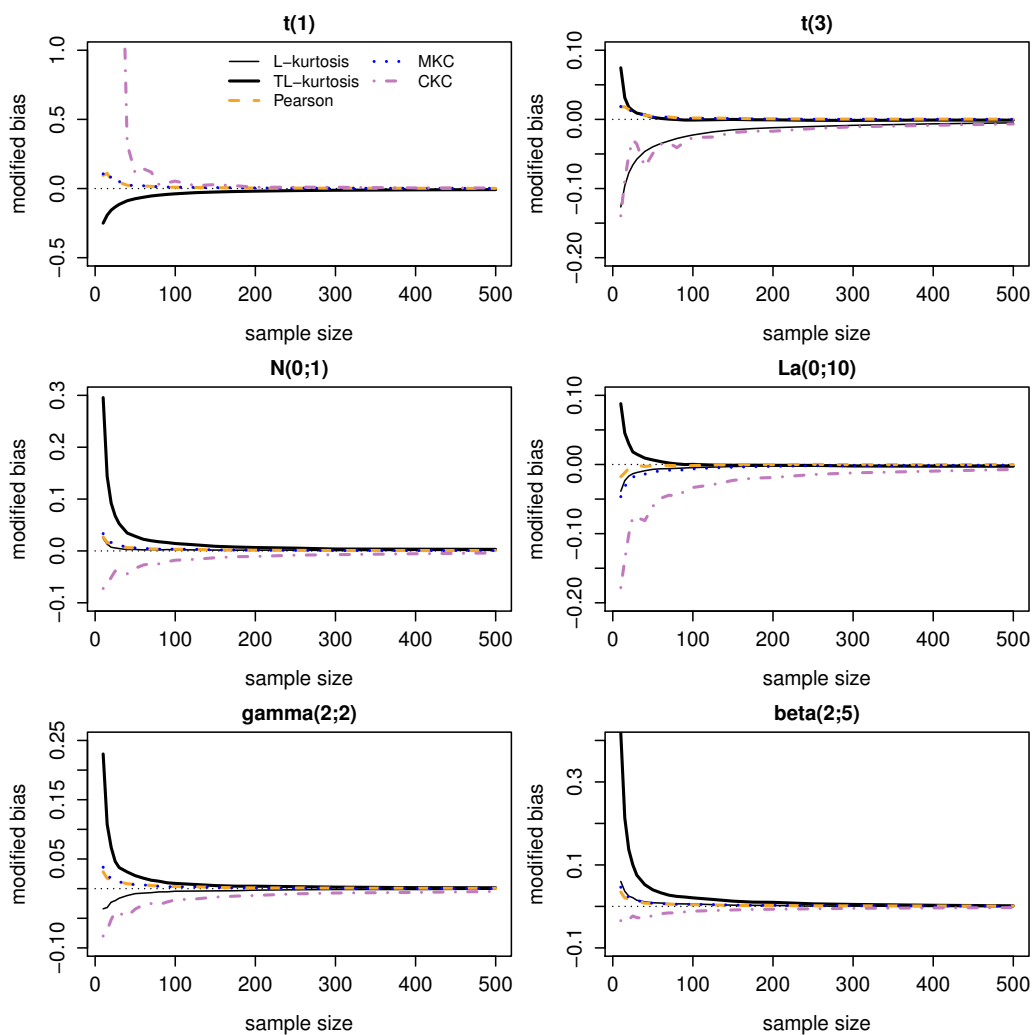 t(1)
modified bias
1.0
0.5
0.0
−0.5
L−kurtosis
TL−kurtosis
Pearson
MKC
CKC
0 100 200 300 400 500
sample size
t(3)
modified bias
0.10
0.00
−0.10
−0.20
0 100 200 300 400 500
sample size
N(0;1)
modified bias
0.3
0.2
0.1
0.0
−0.1
0 100 200 300 400 500
sample size
La(0;10)
modified bias
0.10
0.00
−0.10
−0.20
0 100 200 300 400 500
sample size
gamma(2;2)
modified bias
0.25
0.15
0.05
−0.10
0 100 200 300 400 500
sample size
beta(2;5)
modified bias
0.3
0.1
−0.1
0 100 200 300 400 500
sample size